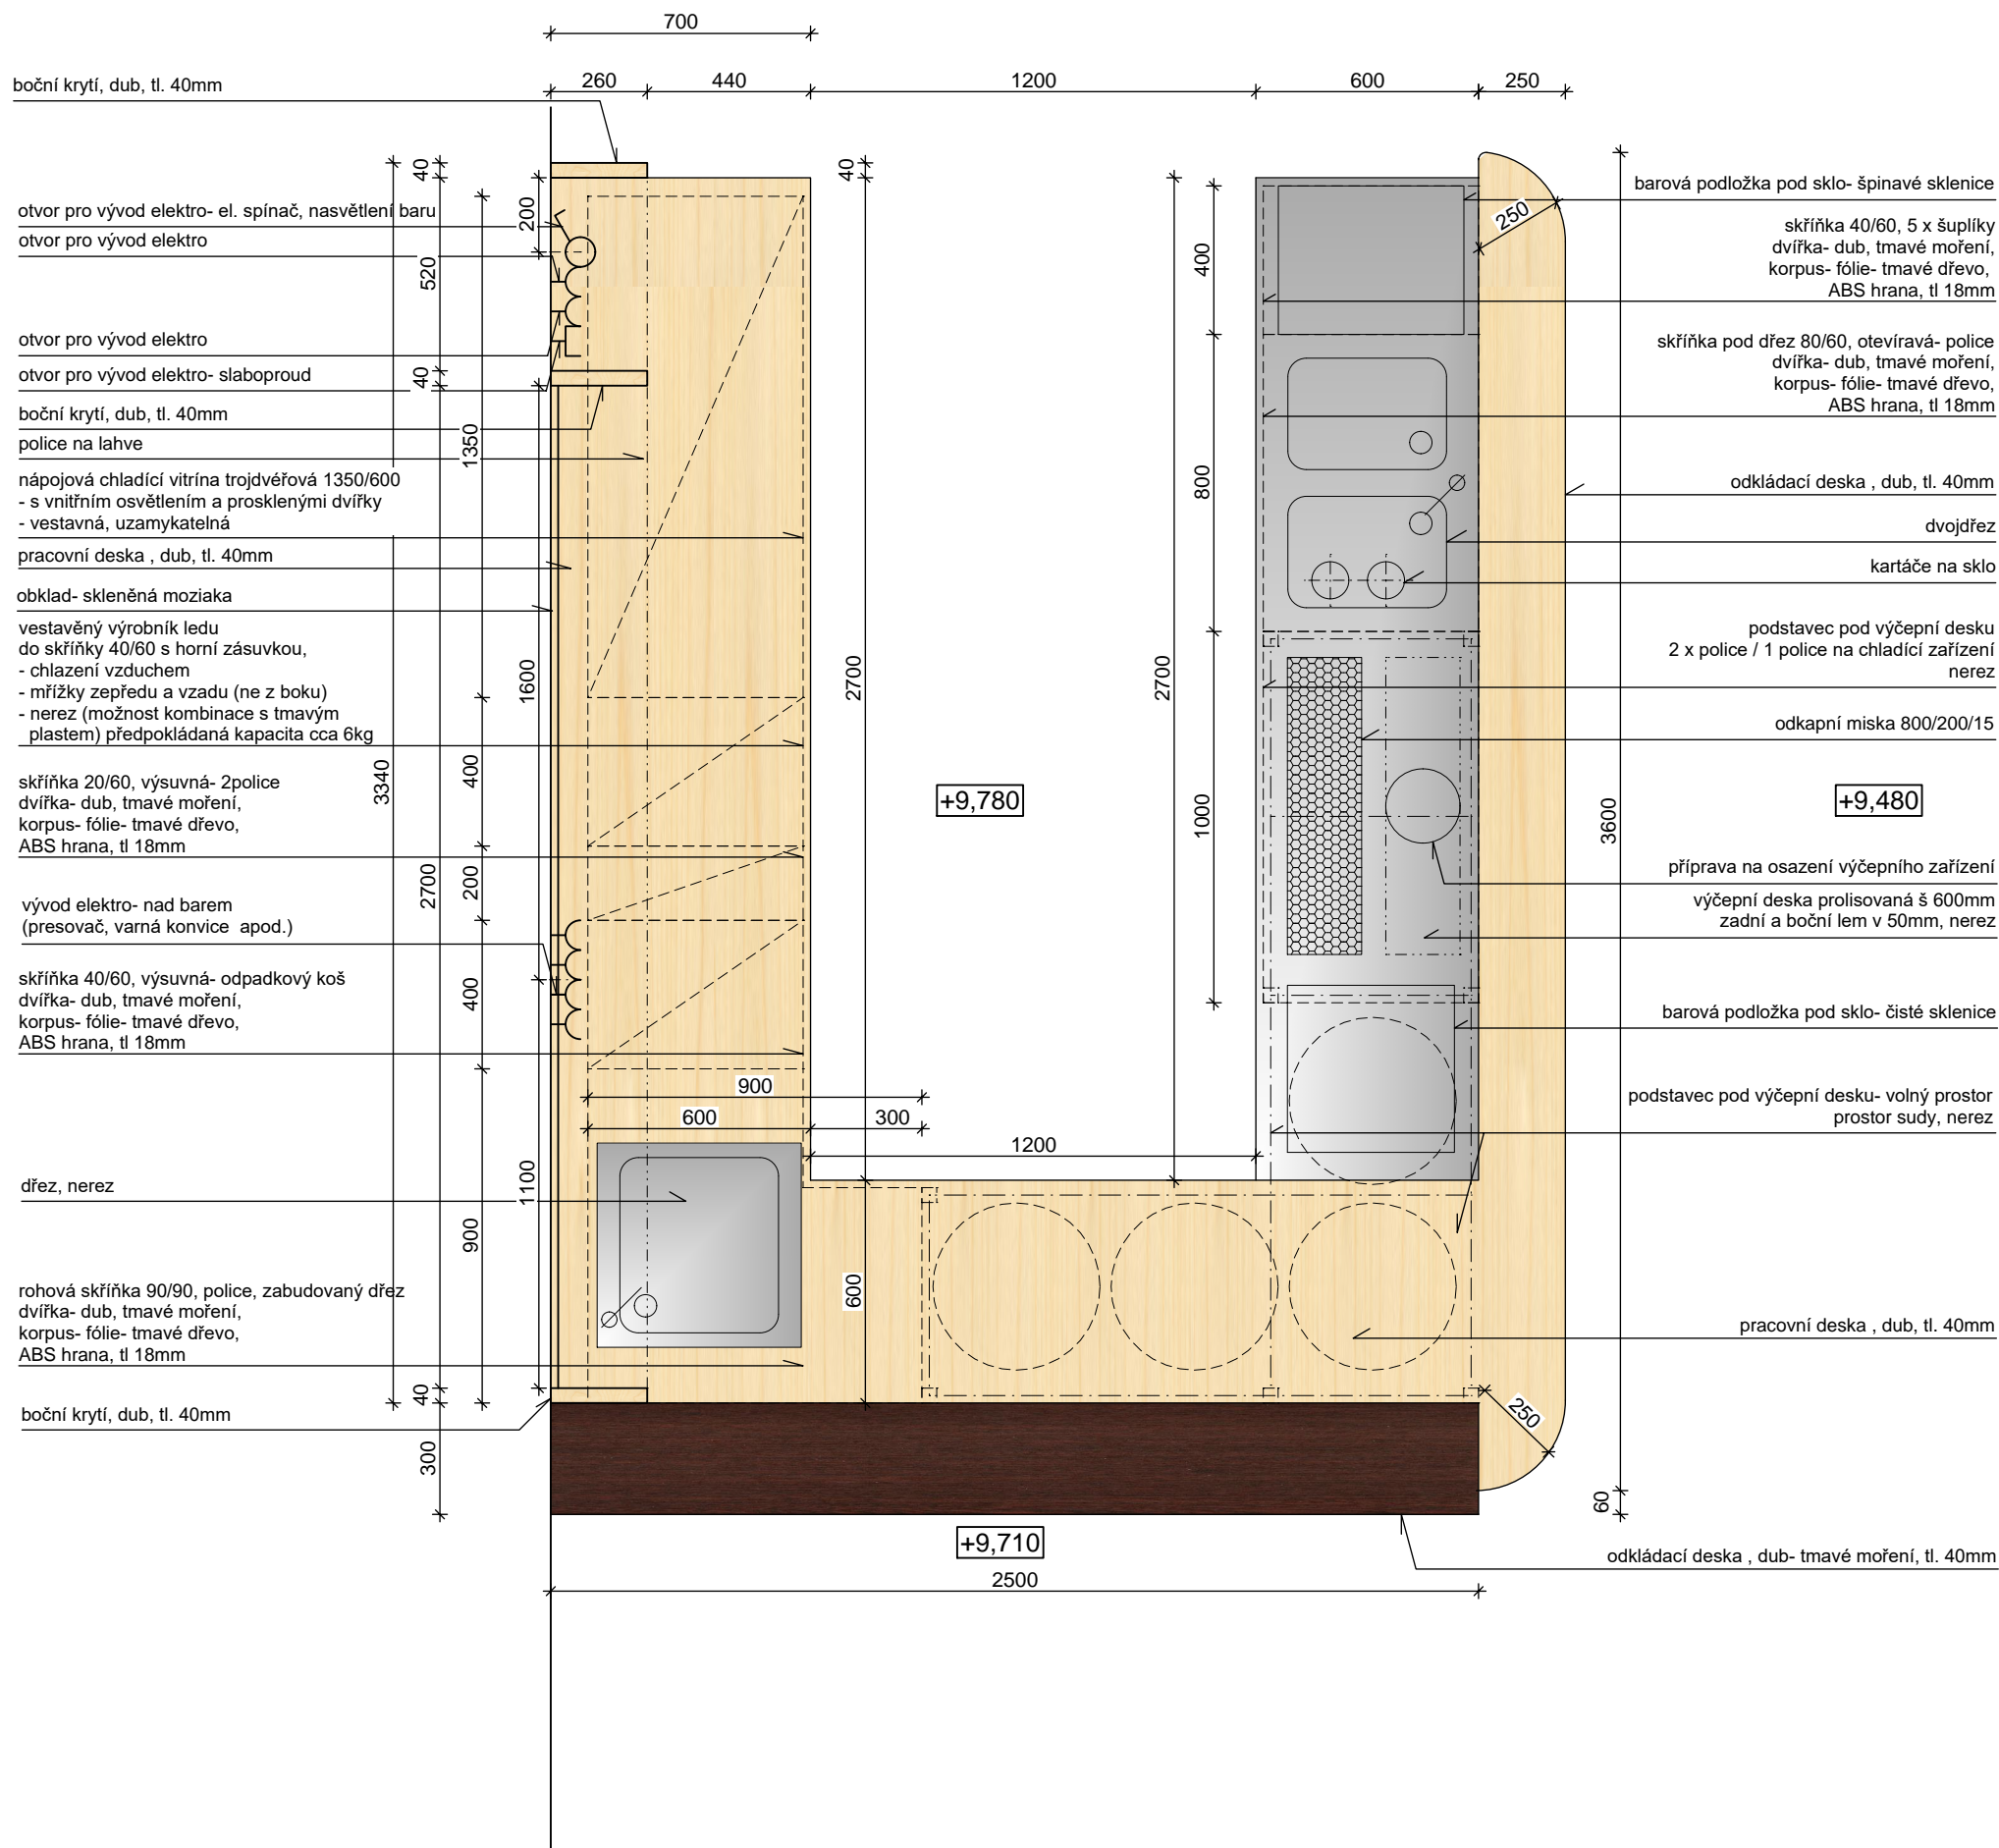 700
260
440
1200
600
250
boční krytí, dub, tl. 40mm
40
40
otvor pro vývod elektro- el. spínač, nasvětlení baru
otvor pro vývod elektro
200
520
otvor pro vývod elektro
otvor pro vývod elektro- slaboproud
40
boční krytí, dub, tl. 40mm
police na lahve
1350
nápojová chladící vitrína trojdvéřová 1350/600
- s vnitřním osvětlením a prosklenými dvířky
- vestavná, uzamykatelná
pracovní deska , dub, tl. 40mm
obklad- skleněná moziaka
vestavěný výrobník ledu
do skříňky 40/60 s horní zásuvkou,
- chlazení vzduchem
- mřížky zepředu a vzadu (ne z boku)
- nerez (možnost kombinace s tmavým
plastem) předpokládaná kapacita cca 6kg
1600
3340
400
skříňka 20/60, výsuvná- 2police
dvířka- dub, tmavé moření,
korpus- fólie- tmavé dřevo,
ABS hrana, tl 18mm
2700
200
vývod elektro- nad barem
(presovač, varná konvice apod.)
skříňka 40/60, výsuvná- odpadkový koš
dvířka- dub, tmavé moření,
korpus- fólie- tmavé dřevo,
ABS hrana, tl 18mm
400
900
600
300
1200
dřez, nerez
1100
900
rohová skříňka 90/90, police, zabudovaný dřez
dvířka- dub, tmavé moření,
korpus- fólie- tmavé dřevo,
ABS hrana, tl 18mm
40
boční krytí, dub, tl. 40mm
300
2700
2700
600
+9,780
400
800
1000
250
barová podložka pod sklo- špinavé sklenice
skříňka 40/60, 5 x šuplíky
dvířka- dub, tmavé moření,
korpus- fólie- tmavé dřevo,
ABS hrana, tl 18mm
skříňka pod dřez 80/60, otevíravá- police
dvířka- dub, tmavé moření,
korpus- fólie- tmavé dřevo,
ABS hrana, tl 18mm
odkládací deska , dub, tl. 40mm
dvojdřez
kartáče na sklo
podstavec pod výčepní desku
2 x police / 1 police na chladící zařízení
nerez
odkapní miska 800/200/15
3600
+9,480
příprava na osazení výčepního zařízení
výčepní deska prolisovaná š 600mm
zadní a boční lem v 50mm, nerez
barová podložka pod sklo- čisté sklenice
podstavec pod výčepní desku- volný prostor
prostor sudy, nerez
pracovní deska , dub, tl. 40mm
250
60
+9,710
odkládací deska , dub- tmavé moření, tl. 40mm
2500